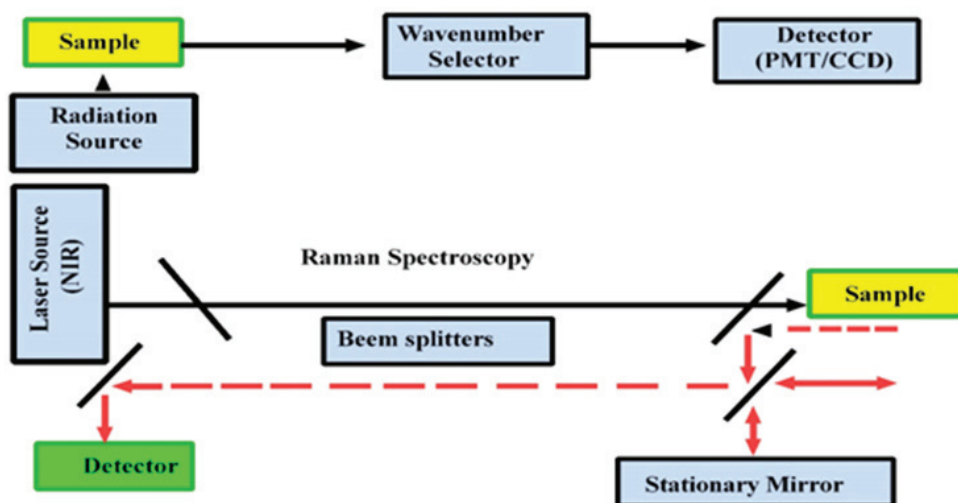 Sample
Wavenumber
Selector
Detector
(PMT/CCD)
Radiation
Source
Laser Source
(NIR)
Raman Spectroscopy
Sample
Beem splitters
Detector
Stationary Mirror